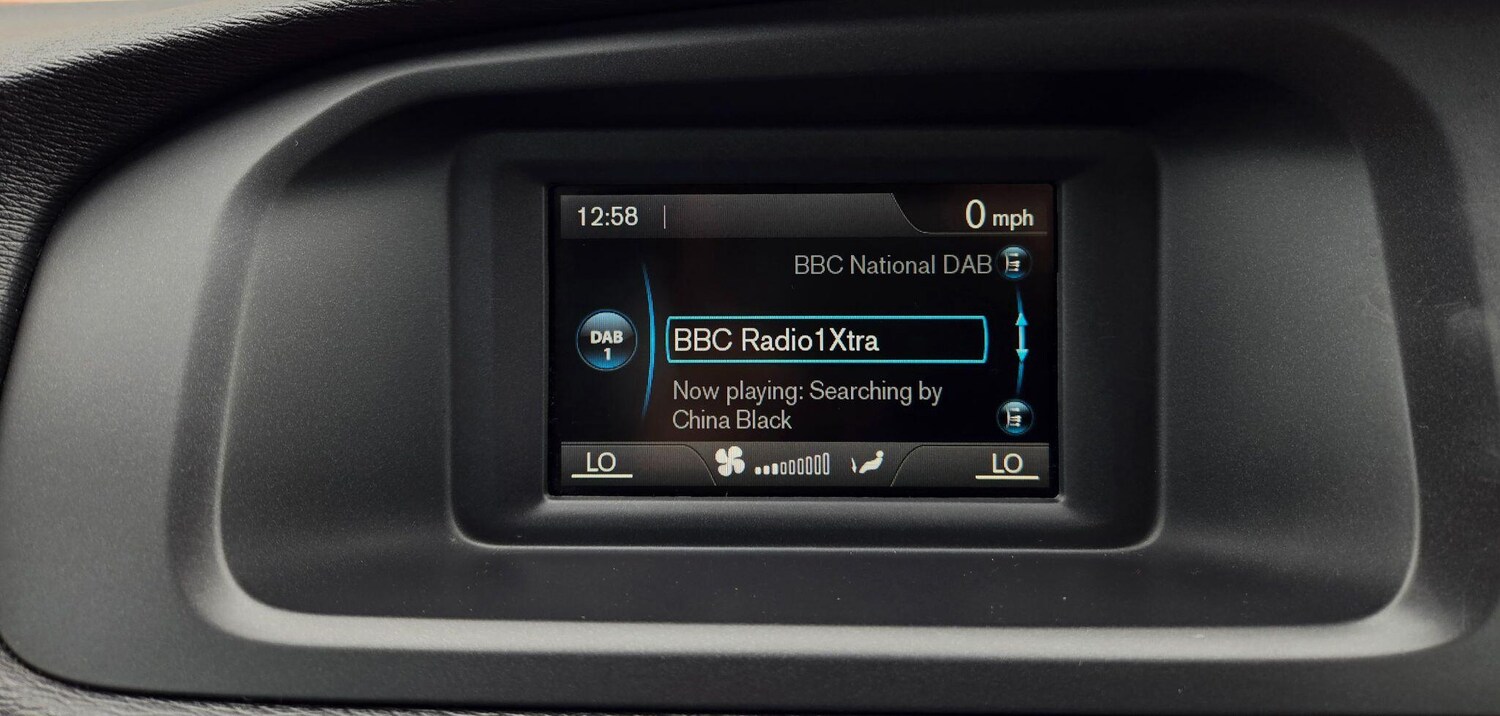 12:58
0 mph
BBC National DAB
DAB
1
BBC Radio1Xtra
Now playing: Searching by
China Black
LO
LO